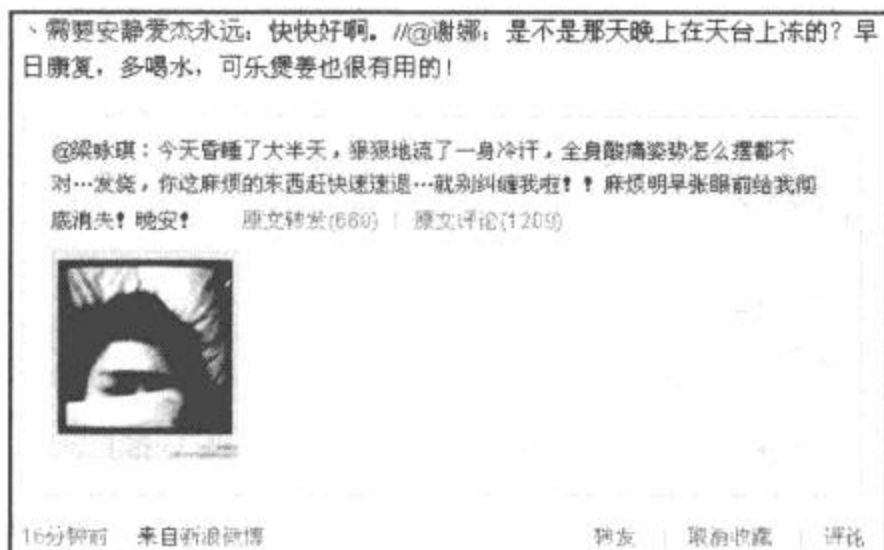 、需要安静爱杰永远：快快好啊。//@谢娜：是不是那天晚上在天台上冻的？早
日康复，多喝水，可乐煲姜也很有用的！
@梁咏琪：今天昏睡了大半天，狠狠地流了一身冷汗，全身酸痛姿势怎么摆都不
对…发烧，你这麻烦的东西赶快速速退…就别纠缠我啦！！麻烦明早张眼前给我彻
底消失！晚安！ 原文转发(669) | 原文评论(1209)
16分钟前 来自新浪微博 转发 | 取消收藏 | 评论